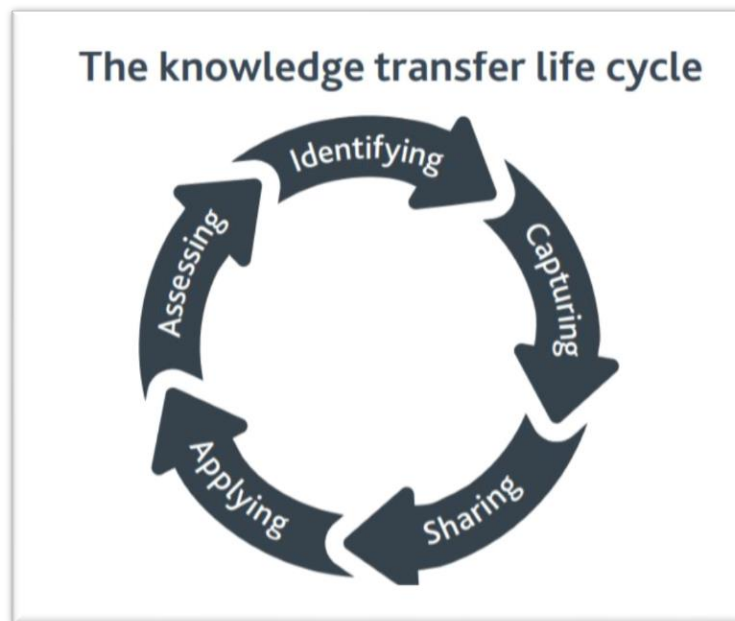 The knowledge transfer life cycle
Identifying
Capturing
Sharing
Applying
Assessing